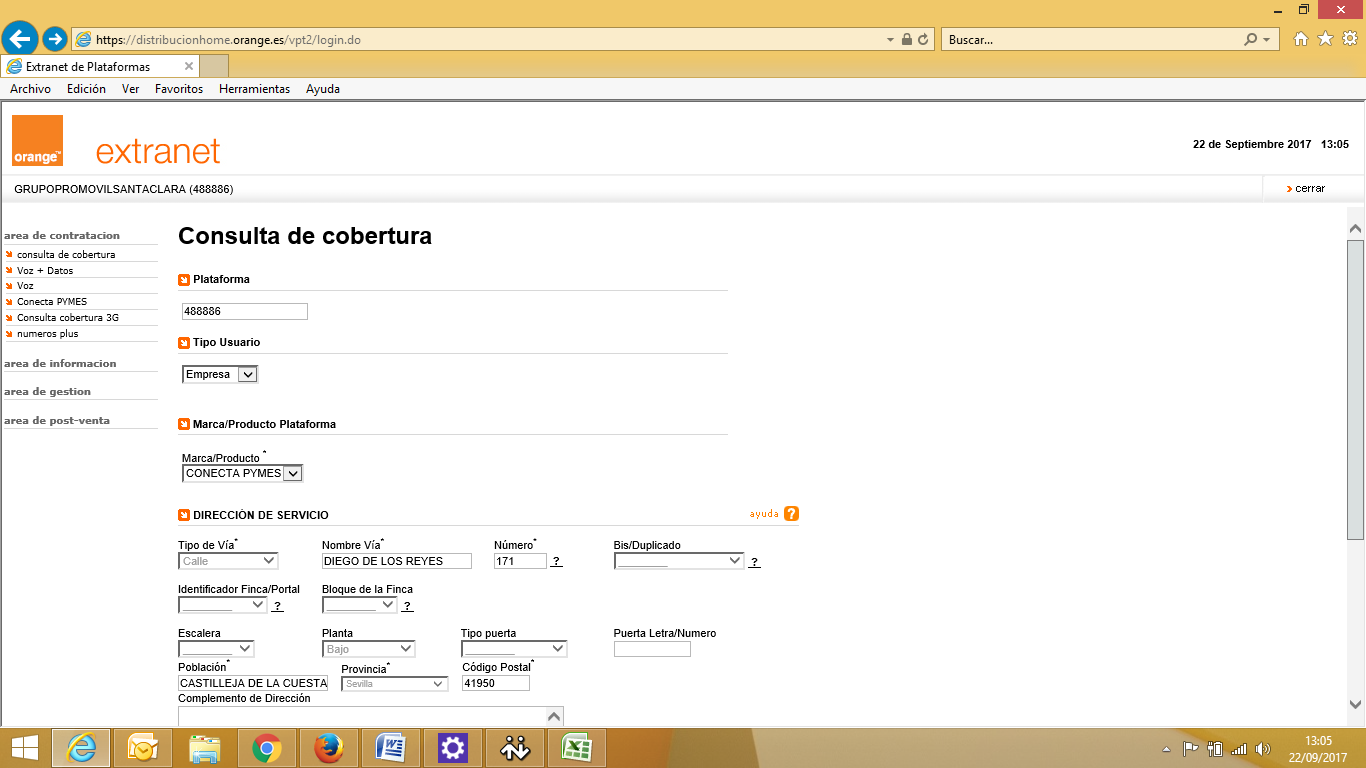 https://distribucionhome.orange.es/vpt2/login.do
Buscar...
Extranet de Plataformas
Archivo Edición Ver Favoritos Herramientas Ayuda
orange™
extranet
22 de Septiembre 2017 13:05
GRUPOPROMOVILSANTACLARA (488886)
cerrar
area de contratacion
consulta de cobertura
Voz + Datos
Voz
Conecta PYMES
Consulta cobertura 3G
numeros plus
area de informacion
area de gestion
area de post-venta
Consulta de cobertura
Plataforma
488886
Tipo Usuario
Empresa
Marca/Producto Plataforma
Marca/Producto *
CONECTA PYMES
DIRECCIÓN DE SERVICIO
ayuda ?
Tipo de Vía* Nombre Vía* Número* Bis/Duplicado
Calle DIEGO DE LOS REYES 171 ? ________ ?
Identificador Finca/Portal Bloque de la Finca
________ ? ________ ?
Escalera Planta Tipo puerta Puerta Letra/Numero
________ Bajo ________
Población* Provincia* Código Postal*
CASTILLEJA DE LA CUESTA Sevilla 41950
Complemento de Dirección
13:05
22/09/2017